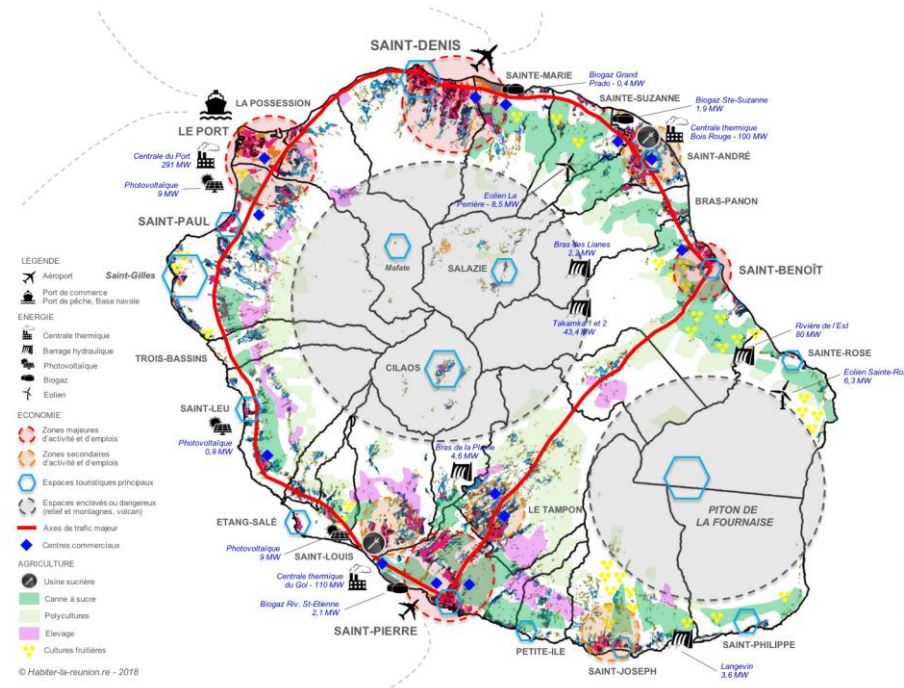 SAINT-DENIS
SAINTE-MARIE
Biogaz Grand
Prado - 0,4 MW
SAINTE-SUZANNE
Biogaz Ste-Suzanne
1,9 MW
LA POSSESSION
LE PORT
Centrale du Port
291 MW
Photovoltaïque
9 MW
Centrale thermique
Bois Rouge - 100 MW
SAINT-ANDRÉ
Eolien La
Perrière - 8,5 MW
BRAS-PANON
SAINT-PAUL
Saint-Gilles
Mafate
SALAZIE
Bras des Lianes
2,2 MW
SAINT-BENOÎT
Takamka 1 et 2
43,4 MW
Rivière de l'Est
80 MW
SAINTE-ROSE
Eolien Sainte-Ro
6,3 MW
TROIS-BASSINS
CILAOS
SAINT-LEU
Photovoltaïque
0,9 MW
Bras de la Plaine
4,6 MW
LE TAMPON
PITON DE
LA FOURNAISE
ETANG-SALÉ
Photovoltaïque
9 MW
SAINT-LOUIS
Centrale thermique
du Gol - 110 MW
Biogaz Riv. St-Etienne
2,1 MW
SAINT-PIERRE
PETITE-ILE
SAINT-JOSEPH
SAINT-PHILIPPE
Langevin
3,6 MW
LÉGENDE
Aéroport
Port de commerce
Port de pêche, Base navale
ENERGIE
Centrale thermique
Barrage hydraulique
Photovoltaïque
Biogaz
Eolien
ECONOMIE
Zones majeures
d'activité et d'emplois
Zones secondaires
d'activité et d'emplois
Espaces touristiques principaux
Espaces enclavés ou dangereux
(relief et montagnes, volcan)
Axes de trafic majeur
Centres commerciaux
AGRICULTURE
Usine sucrière
Canne à sucre
Polycultures
Elevage
Cultures fruitières
© Habiter-la-reunion.re - 2018